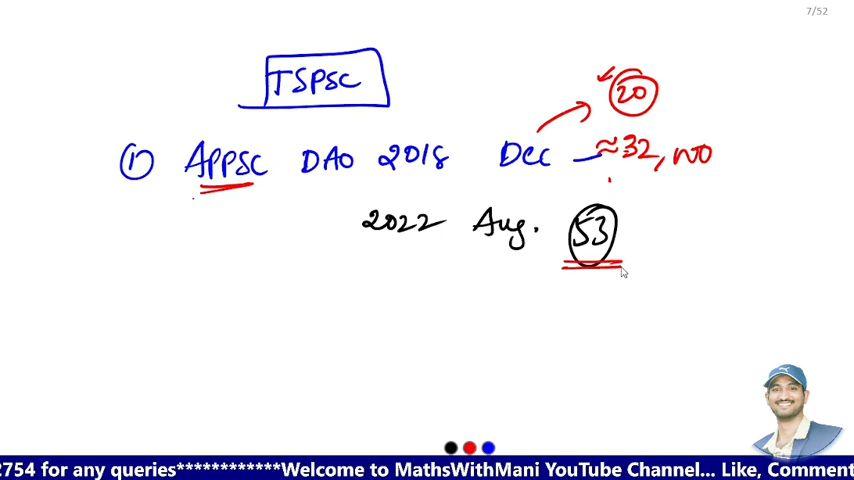 7/52
TSPSC
20
① APPSC DAO 2018 Dec – ≈32,000
2022 Aug. 53
2754 for any queries************Welcome to MathsWithMani YouTube Channel... Like, Comment